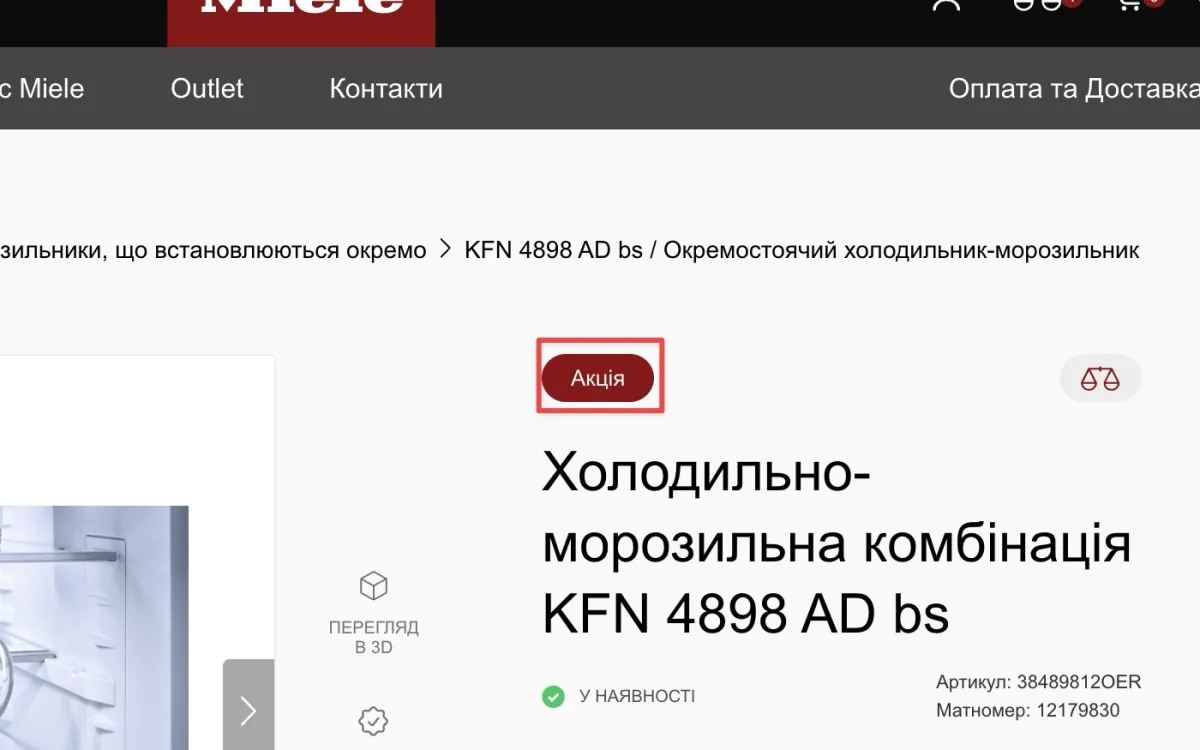 Miele
с Miele
Outlet
Контакти
Оплата та Доставка
зильники, що встановлюються окремо > KFN 4898 AD bs / Окремостоячий холодильник-морозильник
Акція
Холодильно-
морозильна комбінація
KFN 4898 AD bs
ПЕРЕГЛЯД
В 3D
У НАЯВНОСТІ
Артикул: 38489812OER
Матномер: 12179830